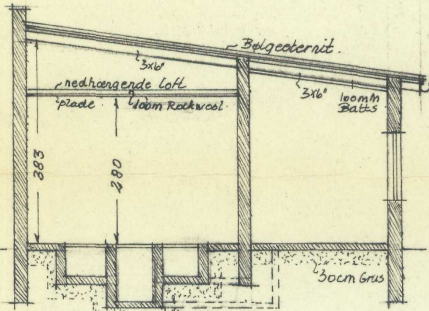 Bølgeeternit.
3x6"
nedhængende loft
plade
100m Rockwool.
3x6"
100mm
Batts
383
280
30cm Grus